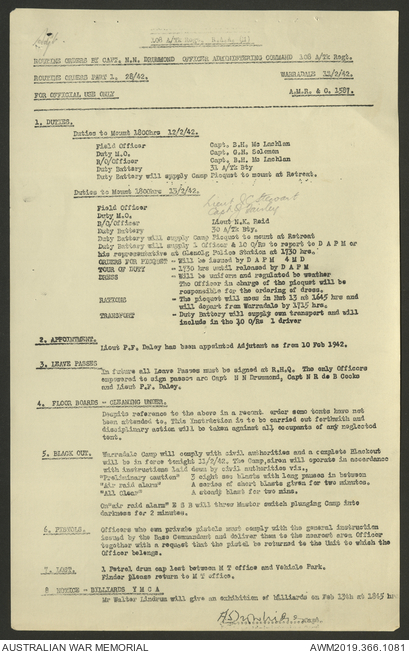 108 A/Tk Regt. R.A.A. (M).
ROUTINE ORDERS BY CAPT. N.N. DRUMMOND OFFICER ADMINISTERING COMMAND 108 A/Tk Regt.
ROUTINE ORDERS PART 1. 28/42. WARRADALE 12/2/42.
FOR OFFICIAL USE ONLY A.M.R. & O. 1587.
1. DUTIES.
Duties to Mount 1800hrs 12/2/42.
Field Officer Capt. B.H. Mc Lachlan
Duty M.O. Capt. G.H. Solomon
N/O/Officer Capt. B.H. Mc Lachlan
Duty Battery 31 A/Tk Bty
Duty Battery will supply Camp Picquet to mount at Retreat.
Duties to Mount 1800hrs 13/2/42.
Field Officer
Duty M.O.
N/O/Officer Lieut N.K. Reid
Duty Battery 30 A/Tk Bty.
Duty Battery will supply Camp Picquet to mount at Retreat
Duty Battery will supply 1 Officer & 10 O/Rs to report to D A P M or
his representative at Glenelg Police Station at 1730 hrs.
ORDERS FOR PICQUET - Will be issued by D A P M 4 M D
TOUR OF DUTY - 1730 hrs until released by D A P M
DRESS - Will be uniform and regulated by weather
The Officer in charge of the picquet will be
responsible for the ordering of dress.
- The picquet will mess in Hut 13 at 1645 hrs and
will depart from Warradale by 1715 hrs.
TRANSPORT - Duty Battery will supply own transport and will
include in the 10 O/Rs 1 driver
2. APPOINTMENT.
Lieut P.F. Daley has been appointed Adjutant as from 10 Feb 1942.
3. LEAVE PASSES
In future all Leave Passes must be signed at R.H.Q. The only Officers
empowered to sign passes are Capt N N Drummond, Capt N R de B Cocks
and Lieut P.F. Daley.
4. FLOOR BOARDS - CLEANING UNDER.
Despite reference to the above in a recent order some tents have not
been attended to. This Instruction is to be carried out forthwith and
disciplinary action will be taken against all occupants of any neglected
tent.
5. BLACK OUT. Warradale Camp will comply with civil authorities and a complete Blackout
will be in force tonight 11/2/42. The Camp siren will operate in accordance
with instructions laid down by civil authorities viz.,
"Preliminary caution" 3 eight sec blasts with long pauses in between
"Air raid alarm" A series of short blasts given for two minutes.
"All Clear" A steady blast for two mins.
On "air raid alarm" N S B will throw Master switch plunging Camp into
darkness for 2 minutes.
6. PISTOLS. Officers who own private pistols must comply with the general instruction
issued by the Base Commandant and deliver them to the nearest area Officer
together with a request that the pistol be returned to the Unit to which the
Officer belongs.
7. LOST. 1 Petrol drum cap lost between M T office and Vehicle Park.
Finder please return to M T office.
8 NOTICE - BILLIARDS Y M C A
Mr Walter Lindrum will give an exhibition of Billiards on Feb 13th at 1845 hrs
AUSTRALIAN WAR MEMORIAL AWM2019.366.1081